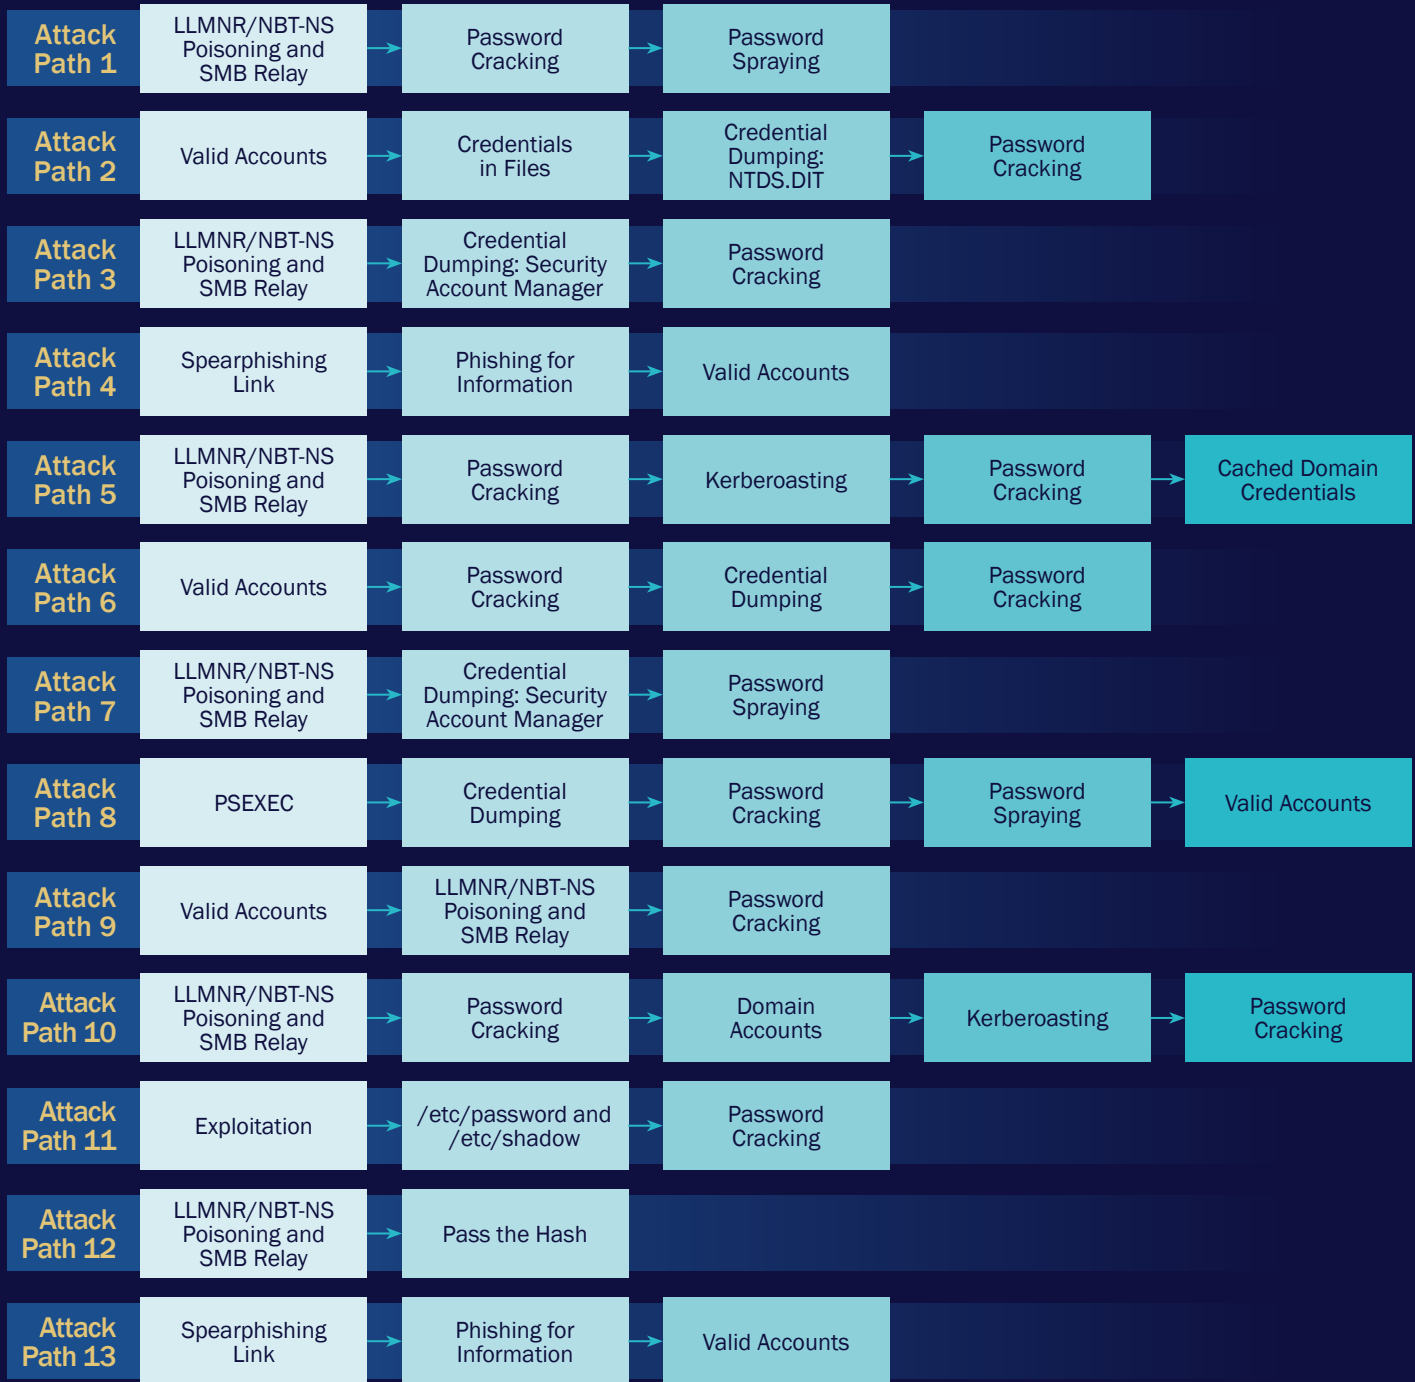 Attack
Path 1
LLMNR/NBT-NS
Poisoning and
SMB Relay
Password
Cracking
Password
Spraying
Attack
Path 2
Valid Accounts
Credentials
in Files
Credential
Dumping:
NTDS.DIT
Password
Cracking
Attack
Path 3
LLMNR/NBT-NS
Poisoning and
SMB Relay
Credential
Dumping: Security
Account Manager
Password
Cracking
Attack
Path 4
Spearphishing
Link
Phishing for
Information
Valid Accounts
Attack
Path 5
LLMNR/NBT-NS
Poisoning and
SMB Relay
Password
Cracking
Kerberoasting
Password
Cracking
Cached Domain
Credentials
Attack
Path 6
Valid Accounts
Password
Cracking
Credential
Dumping
Password
Cracking
Attack
Path 7
LLMNR/NBT-NS
Poisoning and
SMB Relay
Credential
Dumping: Security
Account Manager
Password
Spraying
Attack
Path 8
PSEXEC
Credential
Dumping
Password
Cracking
Password
Spraying
Valid Accounts
Attack
Path 9
Valid Accounts
LLMNR/NBT-NS
Poisoning and
SMB Relay
Password
Cracking
Attack
Path 10
LLMNR/NBT-NS
Poisoning and
SMB Relay
Password
Cracking
Domain
Accounts
Kerberoasting
Password
Cracking
Attack
Path 11
Exploitation
/etc/password and
/etc/shadow
Password
Cracking
Attack
Path 12
LLMNR/NBT-NS
Poisoning and
SMB Relay
Pass the Hash
Attack
Path 13
Spearphishing
Link
Phishing for
Information
Valid Accounts